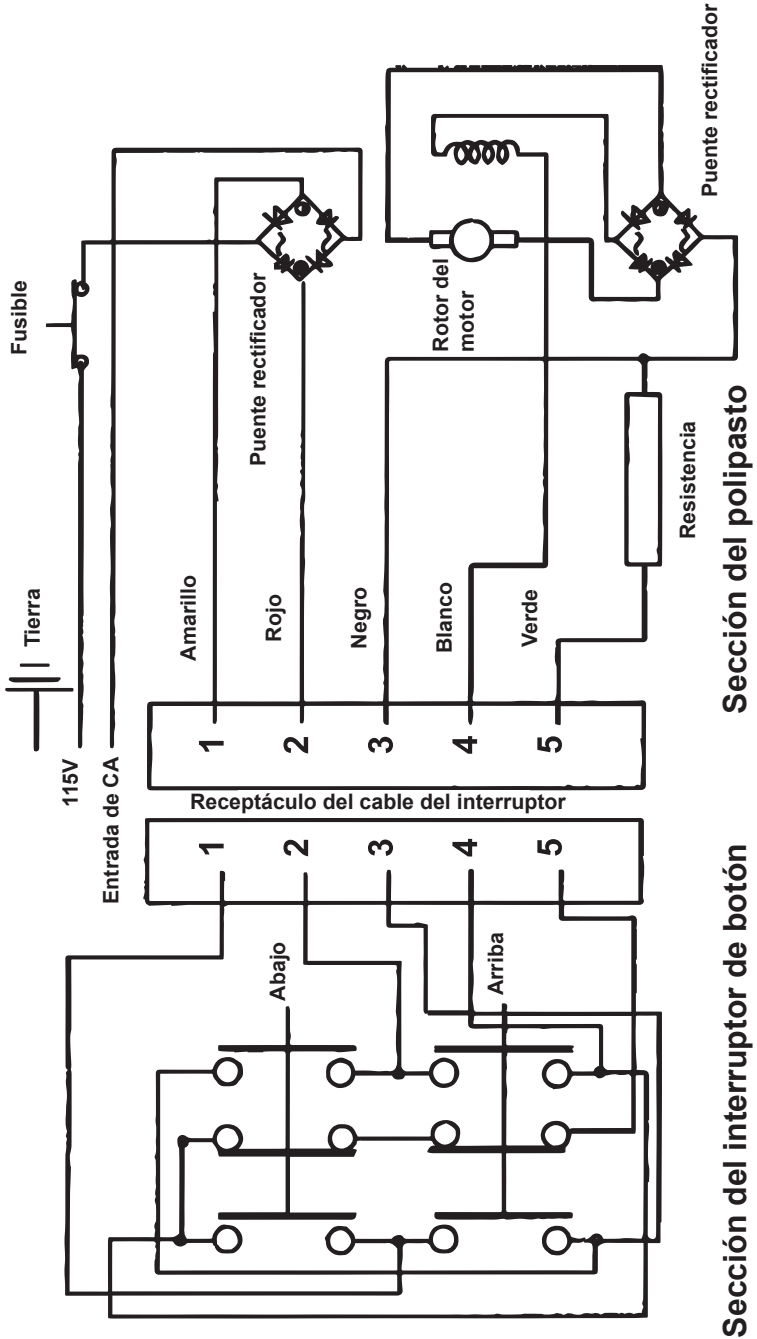 Tierra
Fusible
115V
Entrada de CA
Amarillo
Rojo
Negro
Blanco
Verde
Puente rectificador
Rotor del
motor
Resistencia
Puente rectificador
Sección del polipasto
1
2
3
4
5
Receptáculo del cable del interruptor
1
2
3
4
5
Abajo
Arriba
Sección del interruptor de botón